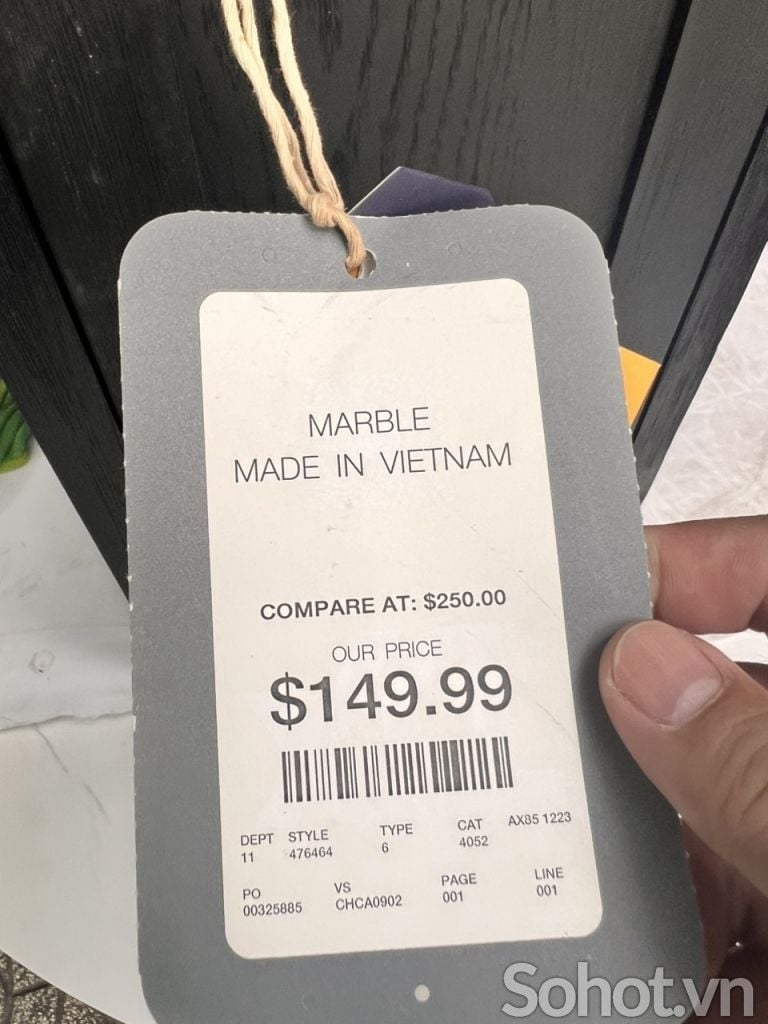 MARBLE
MADE IN VIETNAM
COMPARE AT: $250.00
OUR PRICE
$149.99
DEPT STYLE TYPE CAT AX85 1223
11 476464 6 4052
PO VS PAGE LINE
00325885 CHCA0902 001 001
Sohot.vn